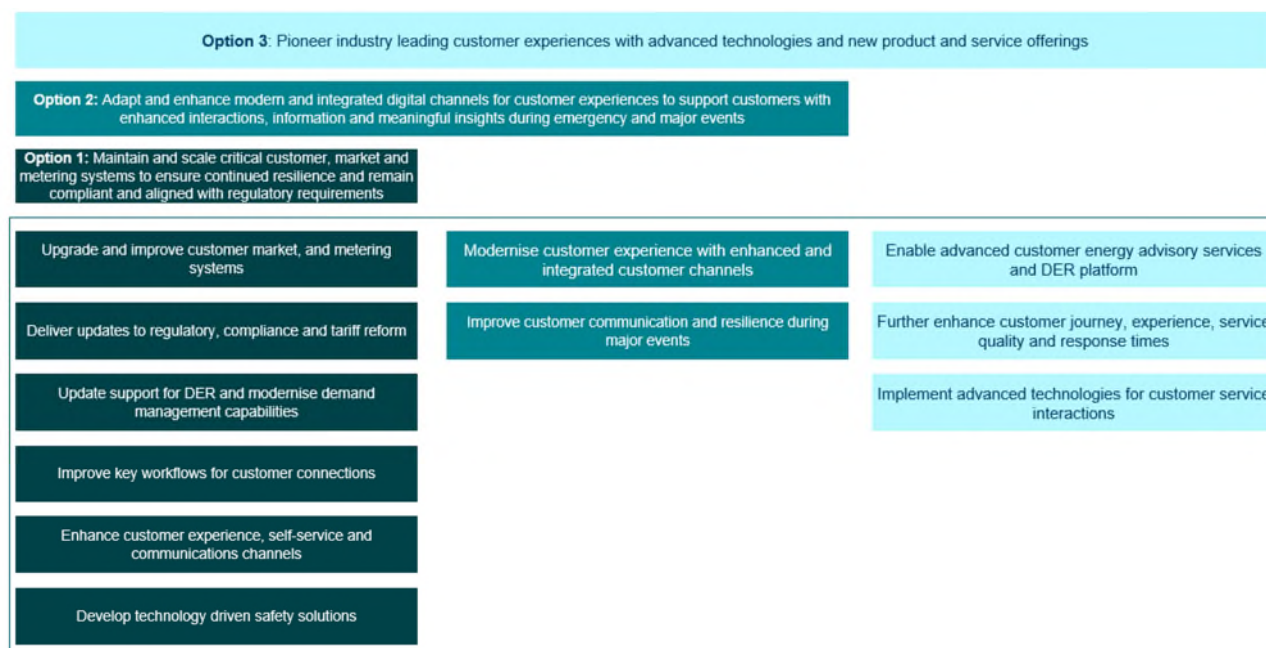 Option 3: Pioneer industry leading customer experiences with advanced technologies and new product and service offerings
Option 2: Adapt and enhance modern and integrated digital channels for customer experiences to support customers with
enhanced interactions, information and meaningful insights during emergency and major events
Option 1: Maintain and scale critical customer, market and
metering systems to ensure continued resilience and remain
compliant and aligned with regulatory requirements
Upgrade and improve customer market, and metering
systems
Deliver updates to regulatory, compliance and tariff reform
Update support for DER and modernise demand
management capabilities
Improve key workflows for customer connections
Enhance customer experience, self-service and
communications channels
Develop technology driven safety solutions
Modernise customer experience with enhanced and
integrated customer channels
Improve customer communication and resilience during
major events
Enable advanced customer energy advisory services
and DER platform
Further enhance customer journey, experience, service
quality and response times
Implement advanced technologies for customer service
interactions